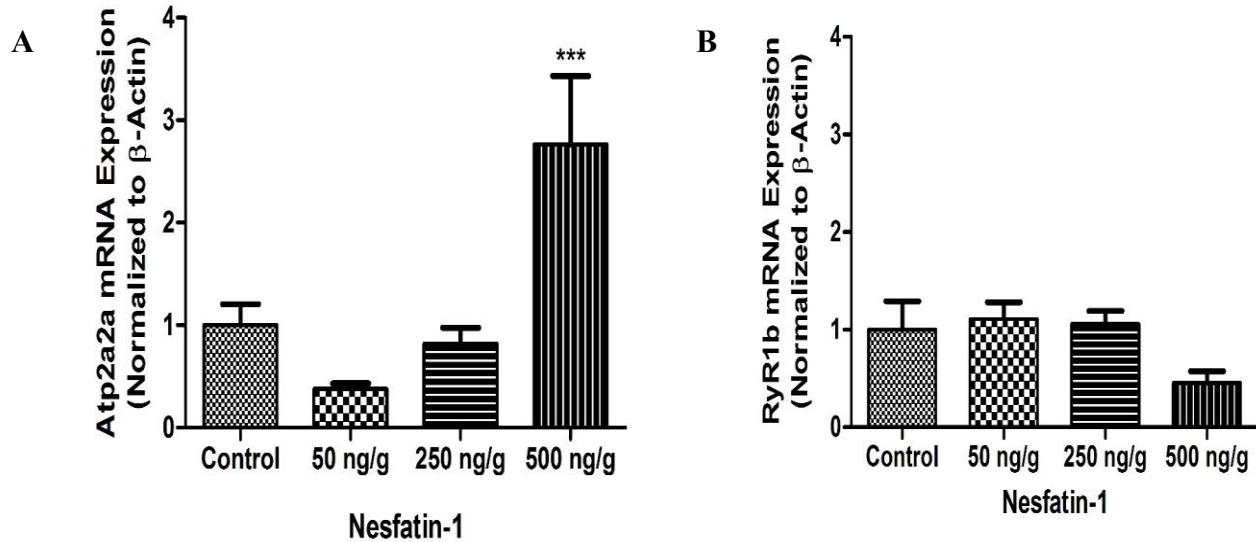 A
Atp2a2a mRNA Expression
(Normalized to β-Actin)
4
3
2
1
0
***
Control 50 ng/g 250 ng/g 500 ng/g
Nesfatin-1
B
RyR1b mRNA Expression
(Normalized to β-Actin)
4
3
2
1
0
Control 50 ng/g 250 ng/g 500 ng/g
Nesfatin-1